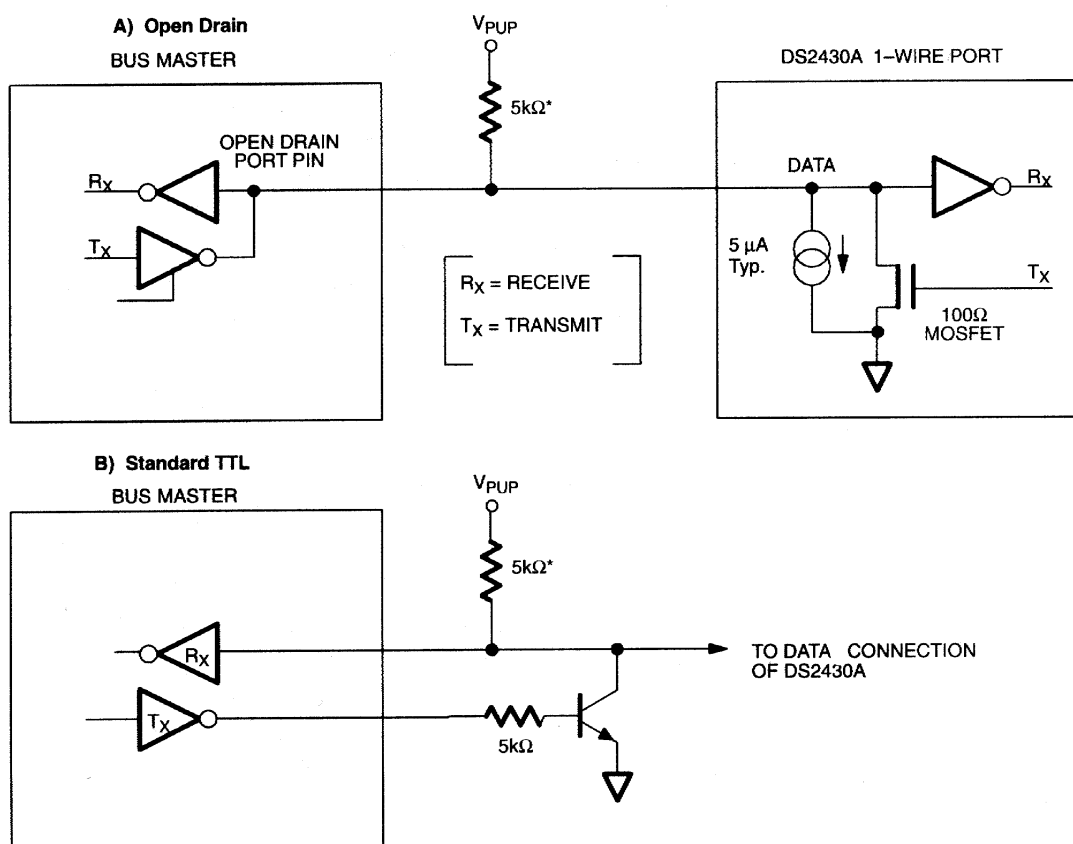 A) Open Drain
BUS MASTER
VPUP
5kΩ*
DS2430A 1–WIRE PORT
OPEN DRAIN
PORT PIN
RX
TX
DATA
RX
5 µA
Typ.
TX
100Ω
MOSFET
RX = RECEIVE
TX = TRANSMIT
B) Standard TTL
BUS MASTER
VPUP
5kΩ*
RX
TO DATA CONNECTION
OF DS2430A
TX
5kΩ